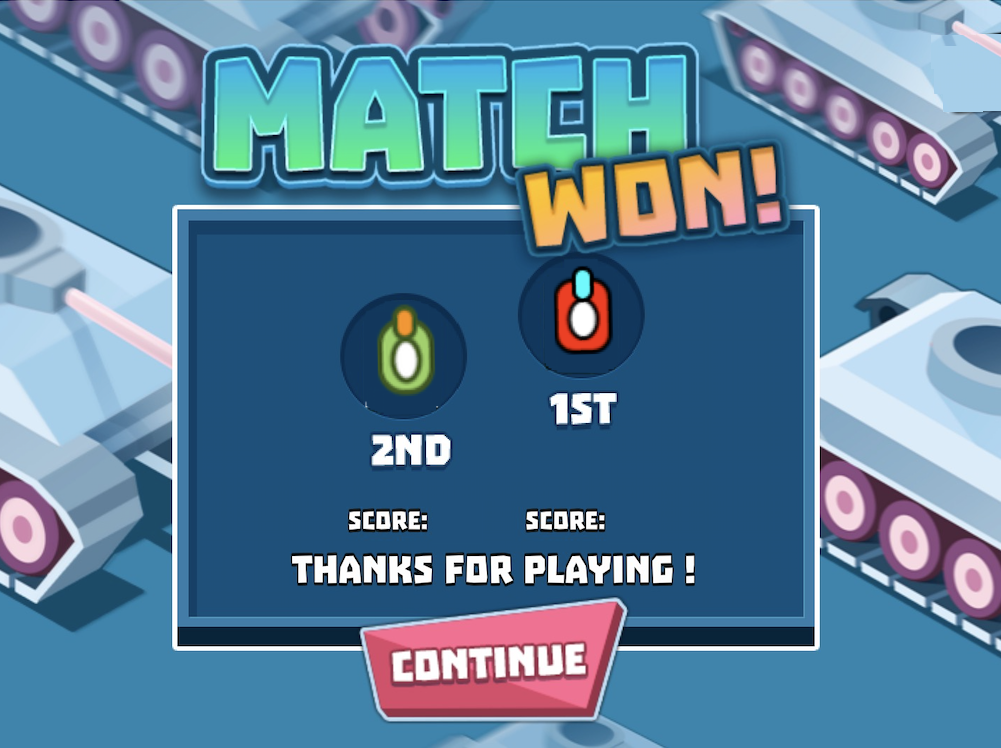 MATCH
WON!
1ST
2ND
SCORE: SCORE:
THANKS FOR PLAYING !
CONTINUE